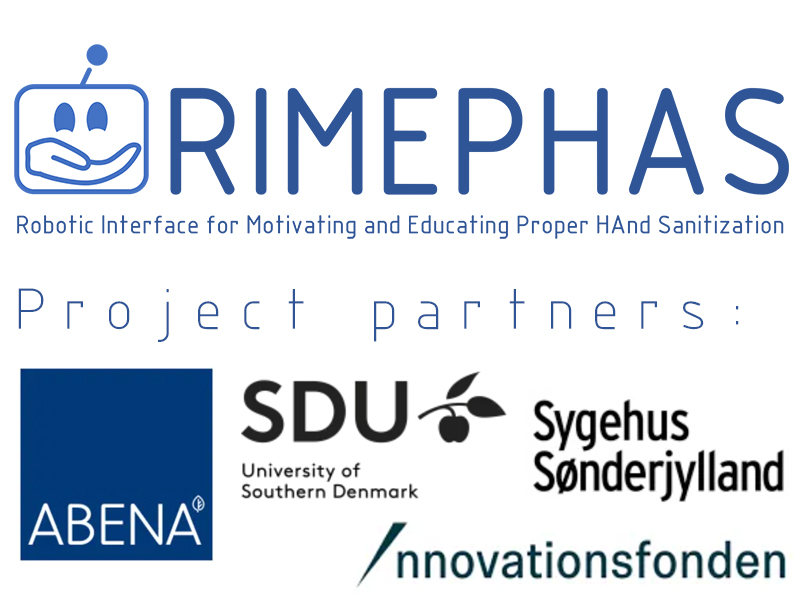 RIMEPHAS
Robotic Interface for Motivating and Educating Proper HAnd Sanitization
Project partners:
ABENA
SDU
University of
Southern Denmark
Sygehus
Sønderjylland
Innovationsfonden